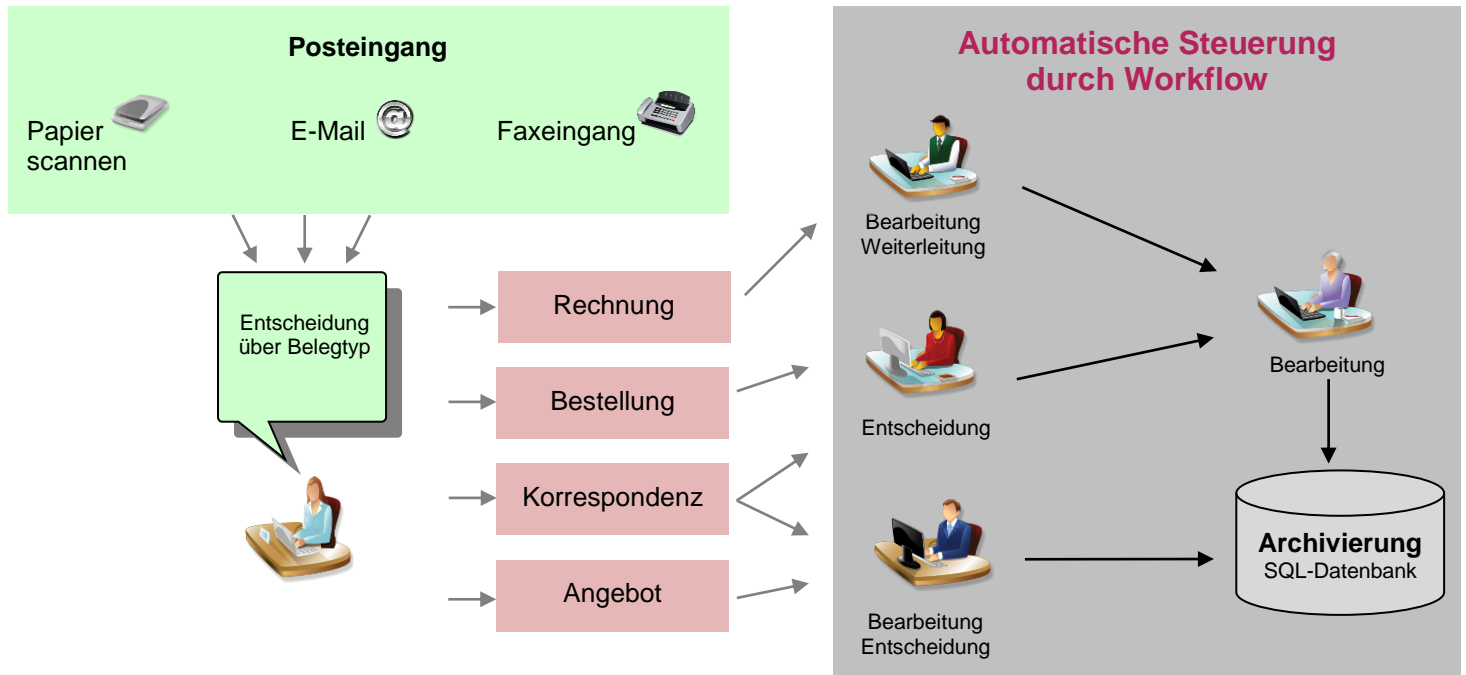 Posteingang
Papier
scannen
E-Mail
Faxeingang
Entscheidung
über Belegtyp
Rechnung
Bestellung
Korrespondenz
Angebot
Automatische Steuerung
durch Workflow
Bearbeitung
Weiterleitung
Entscheidung
Bearbeitung
Entscheidung
Bearbeitung
Archivierung
SQL-Datenbank